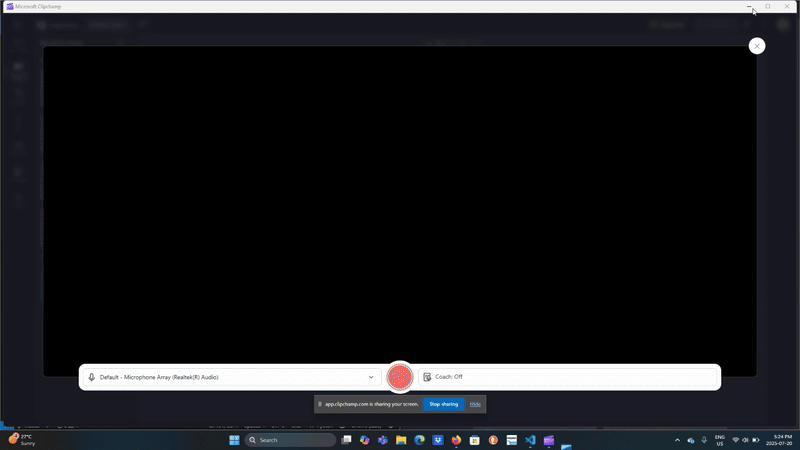 Microsoft Clipchamp
Default - Microphone Array (Realtek(R) Audio)
Coach: Off
app.clipchamp.com is sharing your screen.
Stop sharing
Hide
27°C
Sunny
Search
ENG
US
5:24 PM
2025-07-20